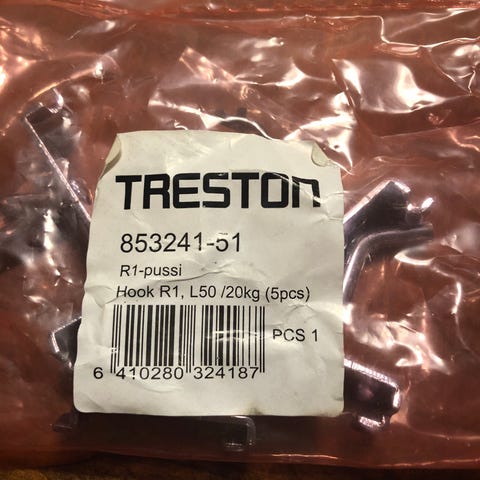 TRESTON
853241-51
R1-pussi
Hook R1, L50 /20kg (5pcs)
PCS 1
6 410280 324187